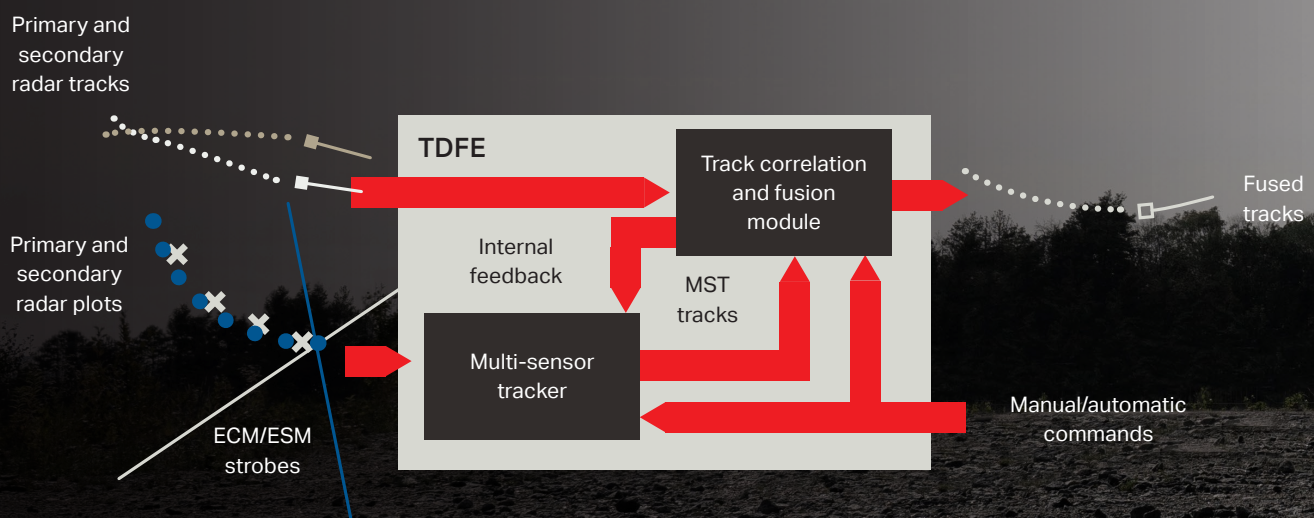 Primary and
secondary
radar tracks
TDFE
Track correlation
and fusion
module
Fused
tracks
Primary and
secondary
radar plots
Internal
feedback
MST
tracks
Multi-sensor
tracker
Manual/automatic
commands
ECM/ESM
strobes